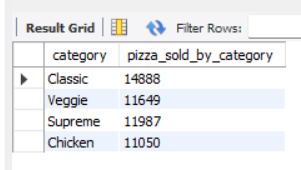 Result Grid Filter Rows:
category pizza_sold_by_category
Classic 14888
Veggie 11649
Supreme 11987
Chicken 11050